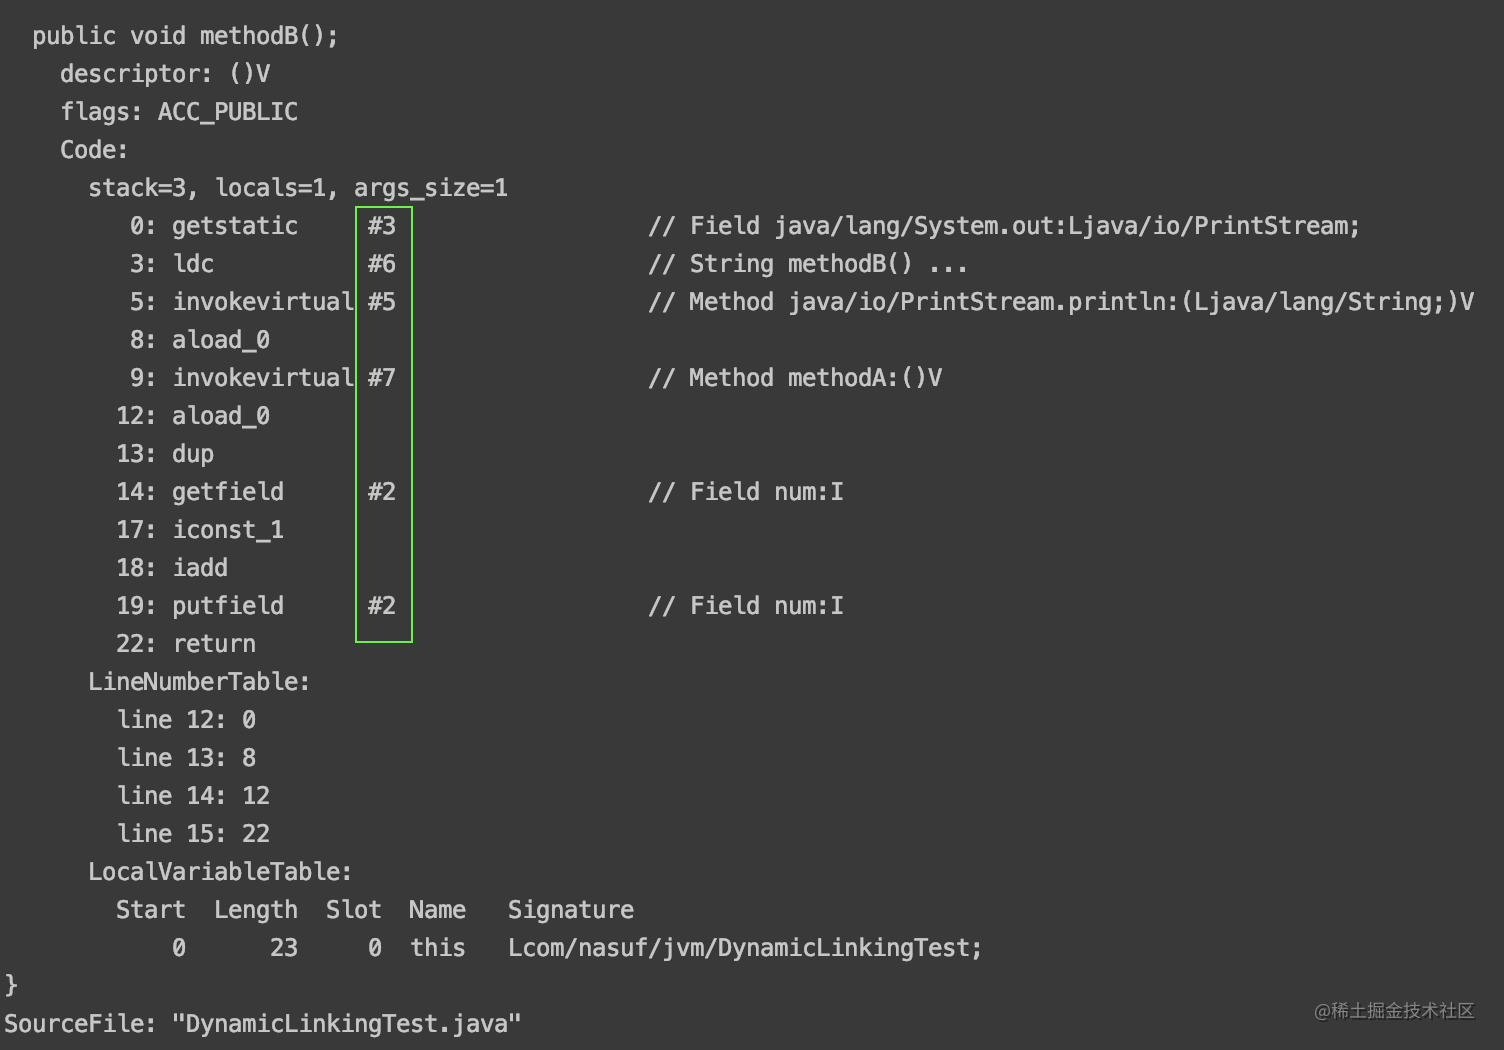 public void methodB();
descriptor: ()V
flags: ACC_PUBLIC
Code:
stack=3, locals=1, args_size=1
0: getstatic #3 // Field java/lang/System.out:Ljava/io/PrintStream;
3: ldc #6 // String methodB() ...
5: invokevirtual #5 // Method java/io/PrintStream.println:(Ljava/lang/String;)V
8: aload_0
9: invokevirtual #7 // Method methodA:()V
12: aload_0
13: dup
14: getfield #2 // Field num:I
17: iconst_1
18: iadd
19: putfield #2 // Field num:I
22: return
LineNumberTable:
line 12: 0
line 13: 8
line 14: 12
line 15: 22
LocalVariableTable:
Start Length Slot Name Signature
0 23 0 this Lcom/nasuf/jvm/DynamicLinkingTest;
}
SourceFile: "DynamicLinkingTest.java"
@稀土掘金技术社区